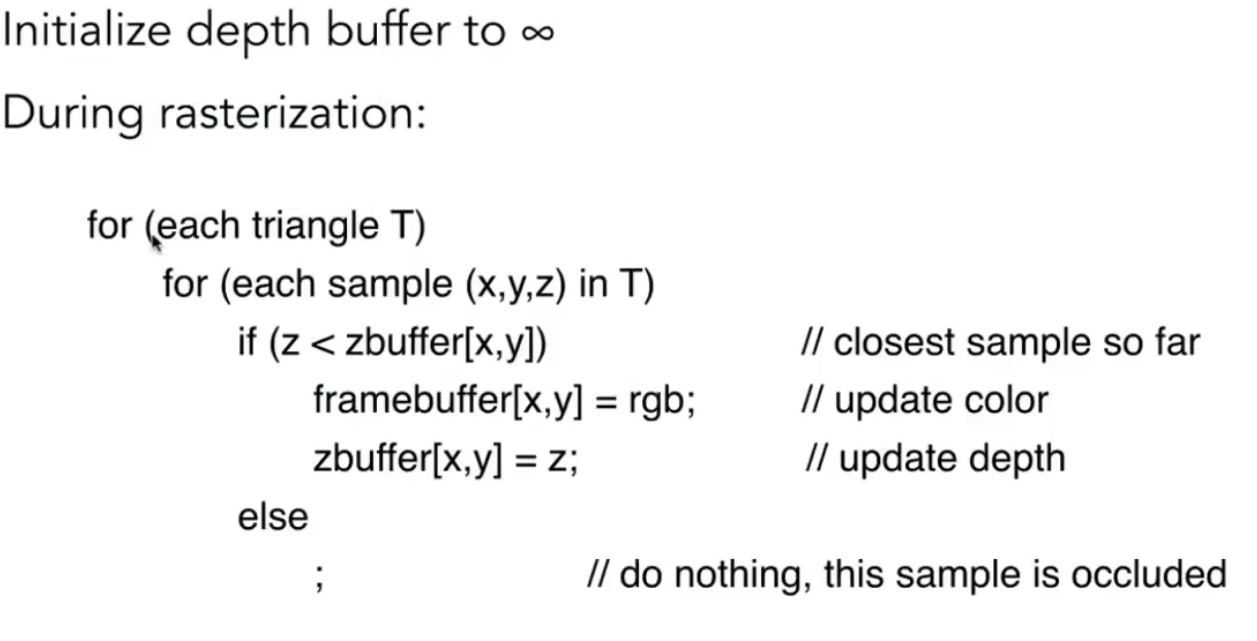 Initialize depth buffer to ∞
During rasterization:
for (each triangle T)
for (each sample (x,y,z) in T)
if (z < zbuffer[x,y]) // closest sample so far
framebuffer[x,y] = rgb; // update color
zbuffer[x,y] = z; // update depth
else
; // do nothing, this sample is occluded